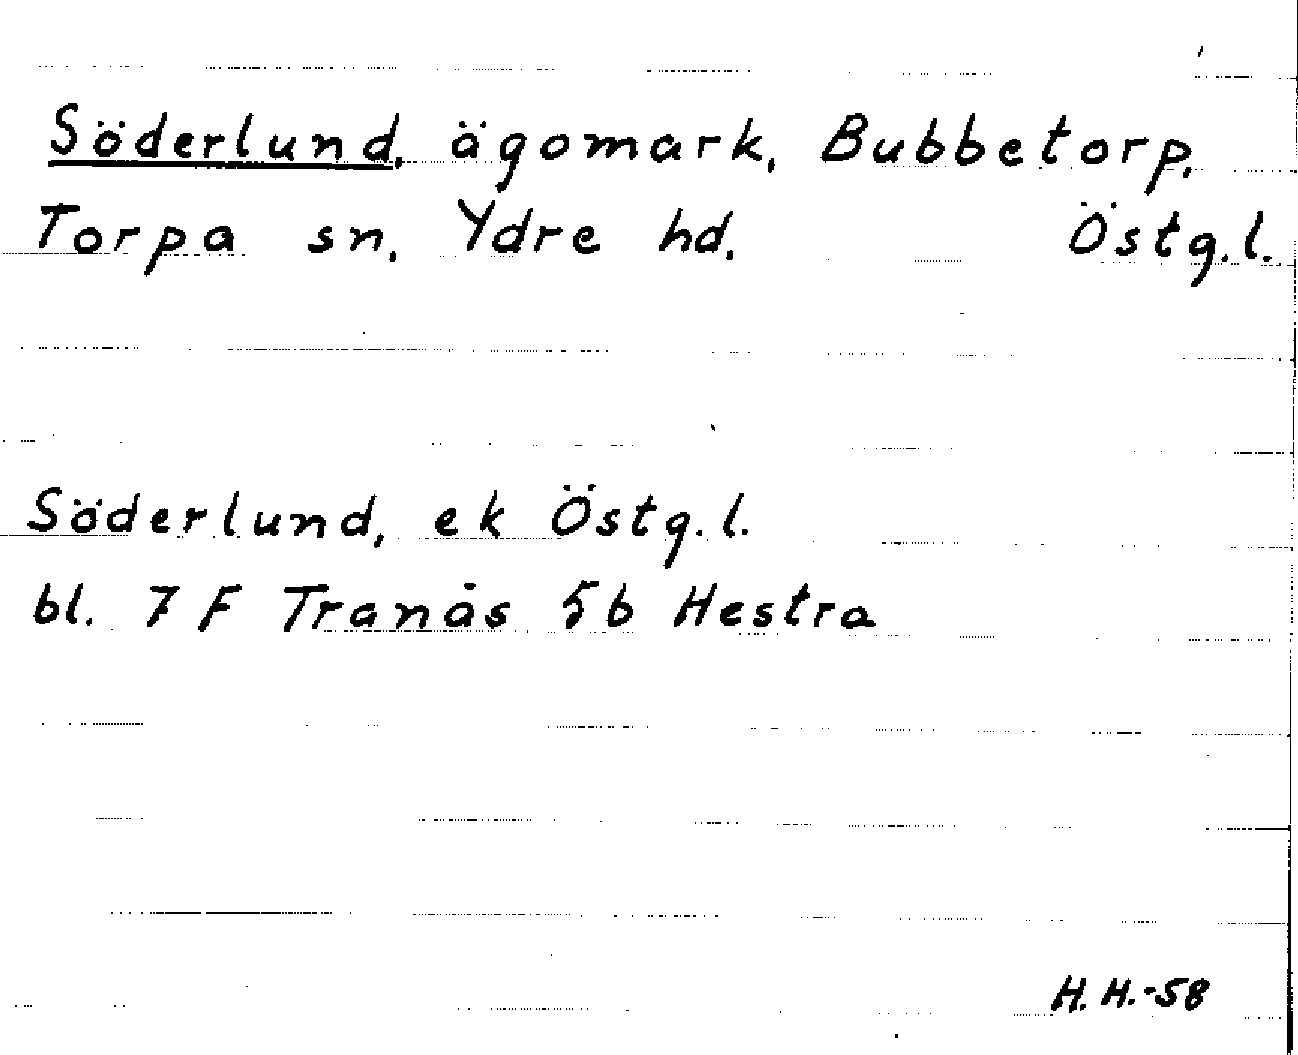 Söderlund, ägomark, Bubbetorp,
Torpa sn, Ydre hd, Östg.l.
Söderlund, ek Östg.l.
bl. 7 F Tranås 5b Hestra
H.H.-58